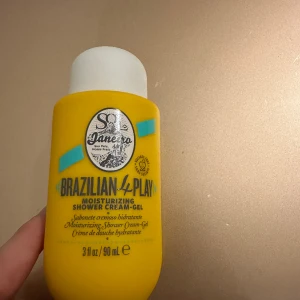 SOL
de
Janeiro
BRAZILIAN 4 PLAY
MOISTURIZING
SHOWER CREAM-GEL
Sabonete cremoso hidratante
Moisturizing Shower Cream-Gel
Crème de douche hydratante
3 fl oz / 90 mL ℮